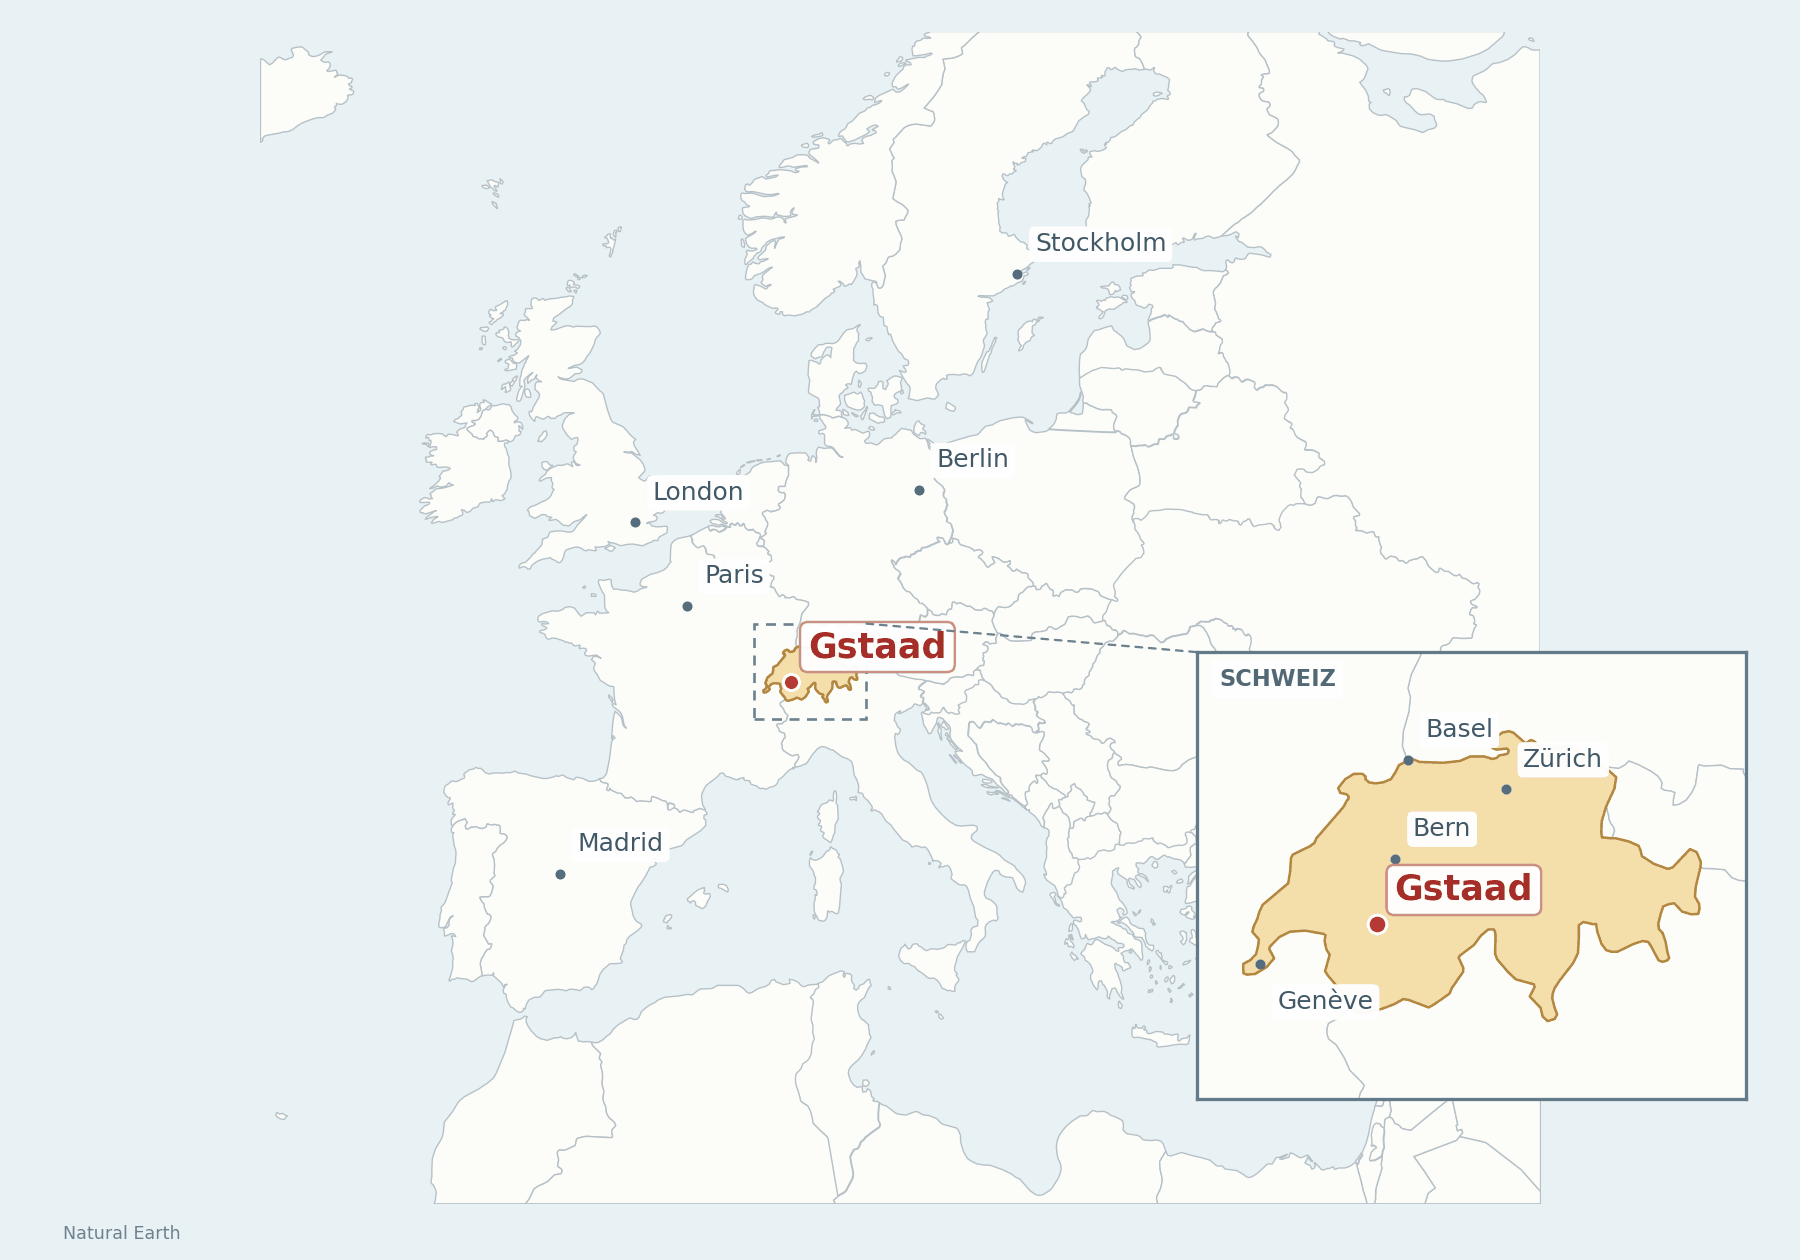 Stockholm
Berlin
London
Paris
Gstaad
SCHWEIZ
Basel
Zürich
Bern
Madrid
Gstaad
Genève
Natural Earth